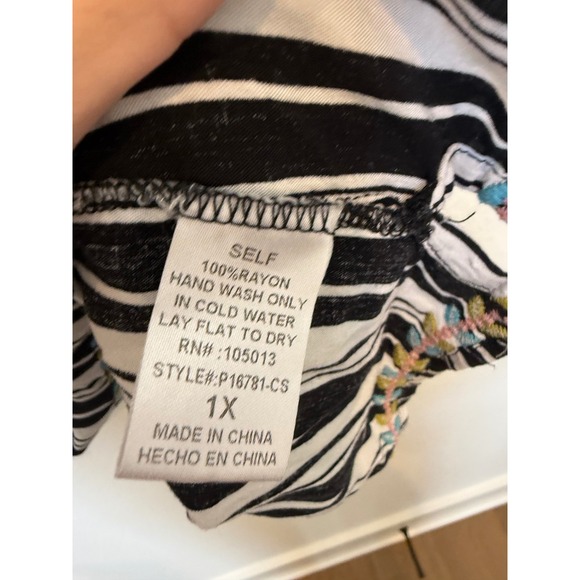 SELF
100%RAYON
HAND WASH ONLY
IN COLD WATER
LAY FLAT TO DRY
RN# :105013
STYLE#:P16781-CS
1X
MADE IN CHINA
HECHO EN CHINA